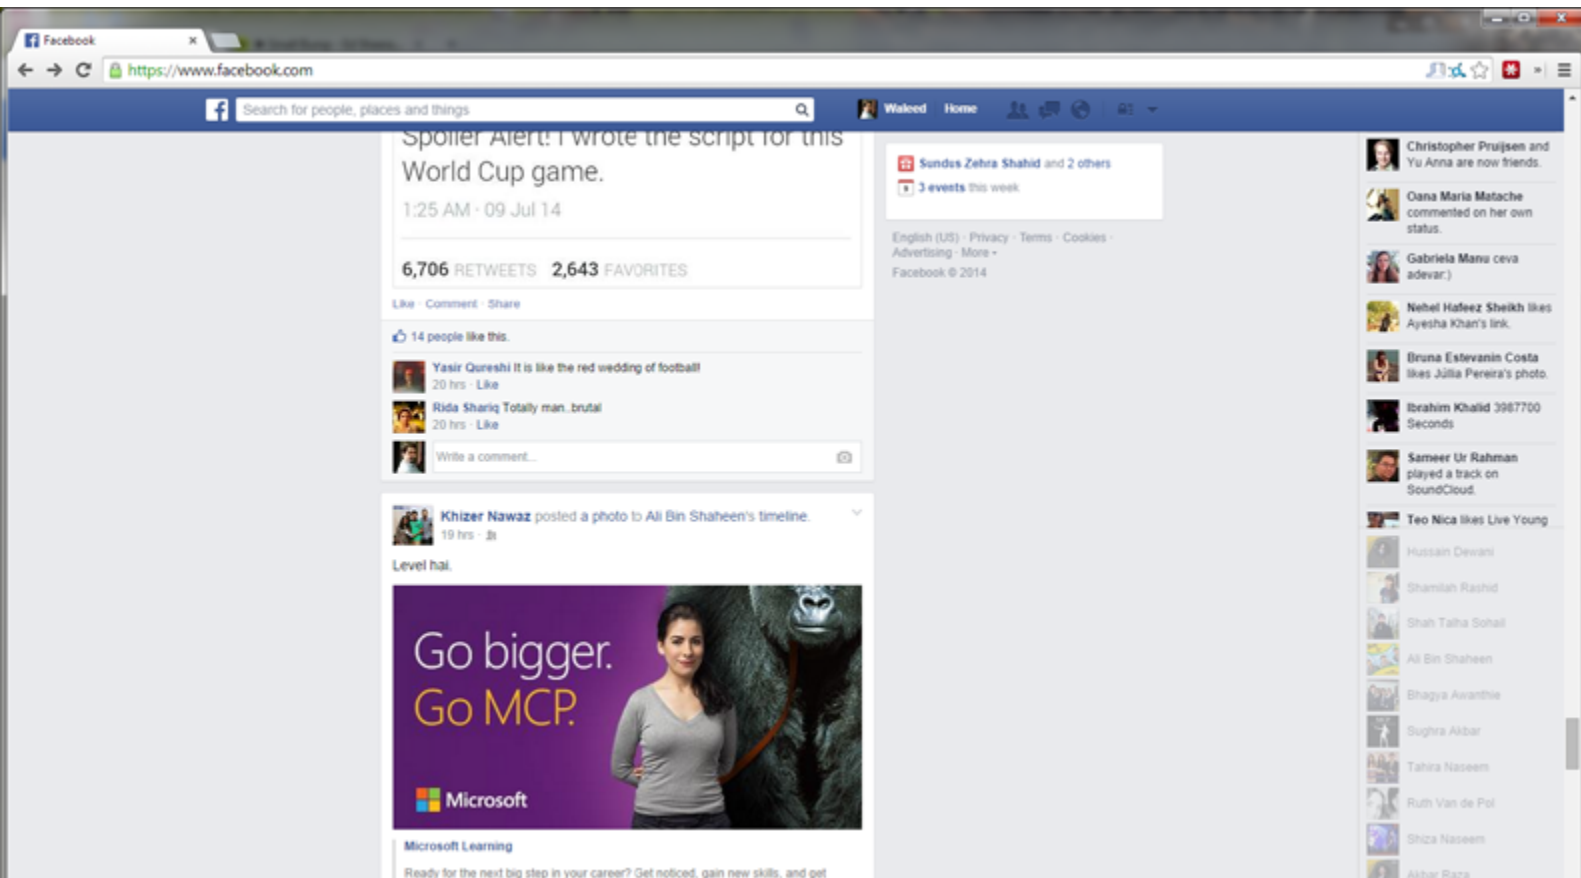 Facebook
https://www.facebook.com
Search for people, places and things
Waleed Home
Spoiler Alert! I wrote the script for this
World Cup game.
1:25 AM · 09 Jul 14
6,706 RETWEETS 2,643 FAVORITES
Like · Comment · Share
14 people like this.
Yasir Qureshi It is like the red wedding of football!
20 hrs · Like
Rida Shariq Totally man..brutal
20 hrs · Like
Write a comment...
Khizer Nawaz posted a photo to Ali Bin Shaheen's timeline.
19 hrs ·
Level hai.
Go bigger.
Go MCP.
Microsoft
Microsoft Learning
Ready for the next big step in your career? Get noticed, gain new skills, and get
Sundus Zehra Shahid and 2 others
3 events this week
English (US) · Privacy · Terms · Cookies ·
Advertising · More
Facebook © 2014
Christopher Pruijsen and
Yu Anna are now friends.
Oana Maria Matache
commented on her own
status.
Gabriela Manu ceva
adevar:)
Nehel Hafeez Sheikh likes
Ayesha Khan's link.
Bruna Estevanin Costa
likes Júllia Pereira's photo.
Ibrahim Khalid 3987700
Seconds
Sameer Ur Rahman
played a track on
SoundCloud.
Teo Nica likes Live Young
Hussain Dewani
Shamilah Rashid
Shah Talha Sohail
Ali Bin Shaheen
Bhagya Awanthie
Sughra Akbar
Tahira Naseem
Ruth Van de Pol
Shiza Naseem
Akbar Raza